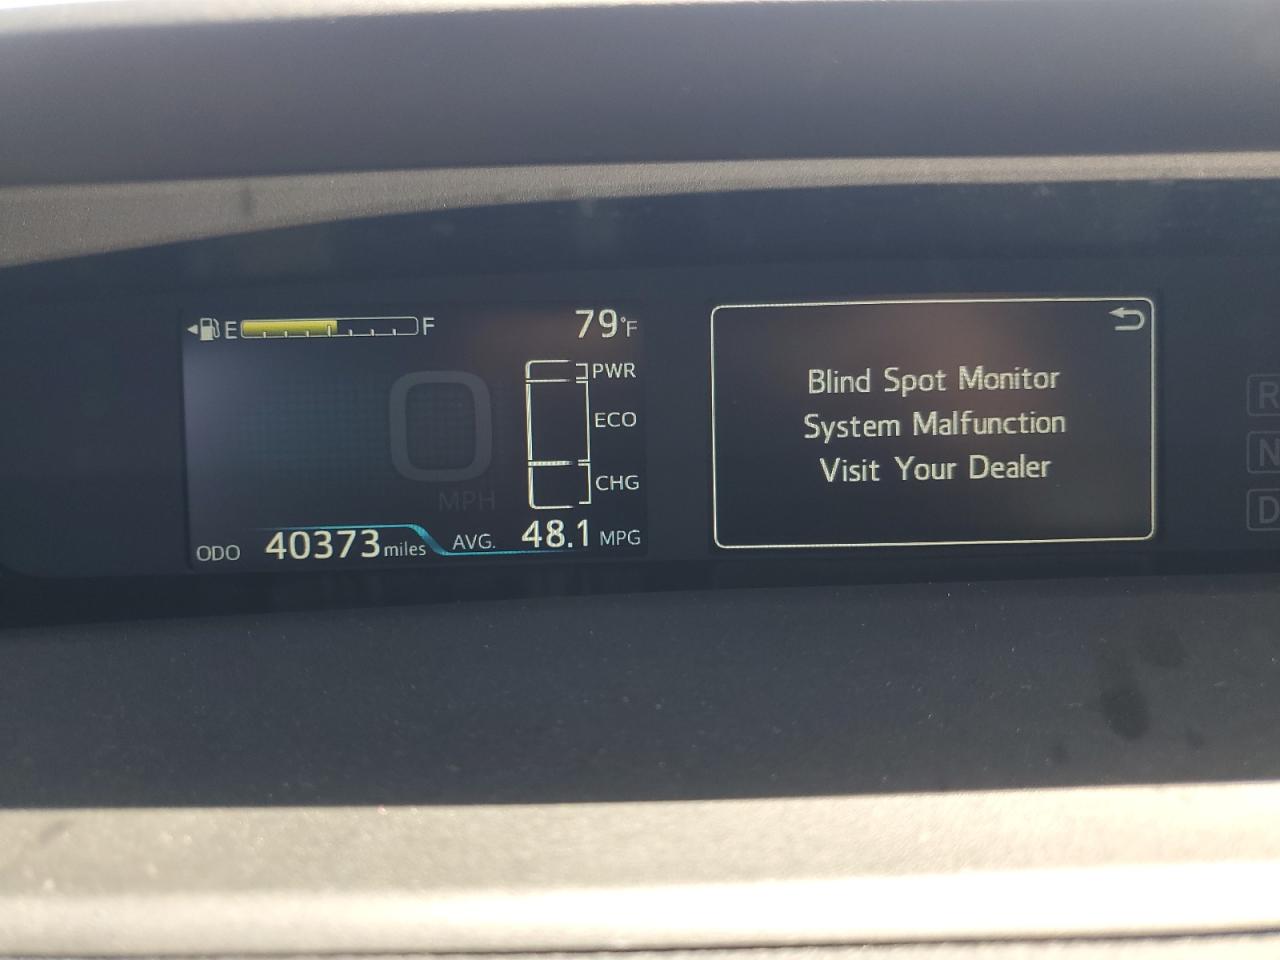 E F 79°F
PWR
ECO
0
CHG
MPH
ODO 40373 miles AVG. 48.1 MPG
Blind Spot Monitor
System Malfunction
Visit Your Dealer
R
N
D